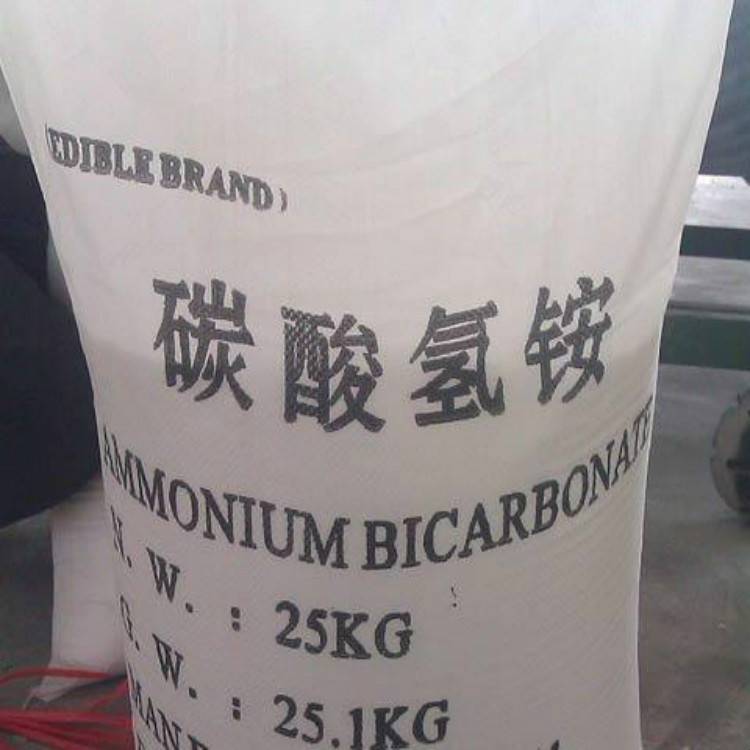 (EDIBLE BRAND)
碳酸氢铵
AMMONIUM BICARBONATE
N. W. : 25KG
G. W. : 25.1KG